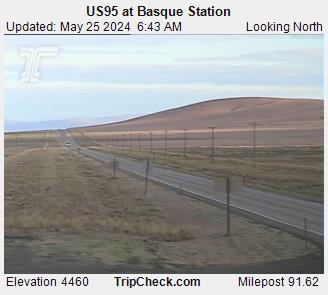 US95 at Basque Station
Updated: May 25 2024 6:43 AM Looking North
Elevation 4460 TripCheck.com Milepost 91.62